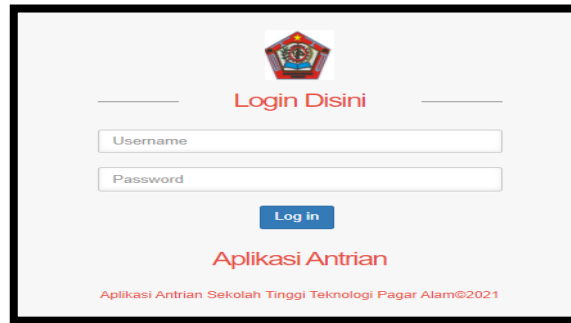 Login Disini
Username
Password
Log in
Aplikasi Antrian
Aplikasi Antrian Sekolah Tinggi Teknologi Pagar Alam©2021